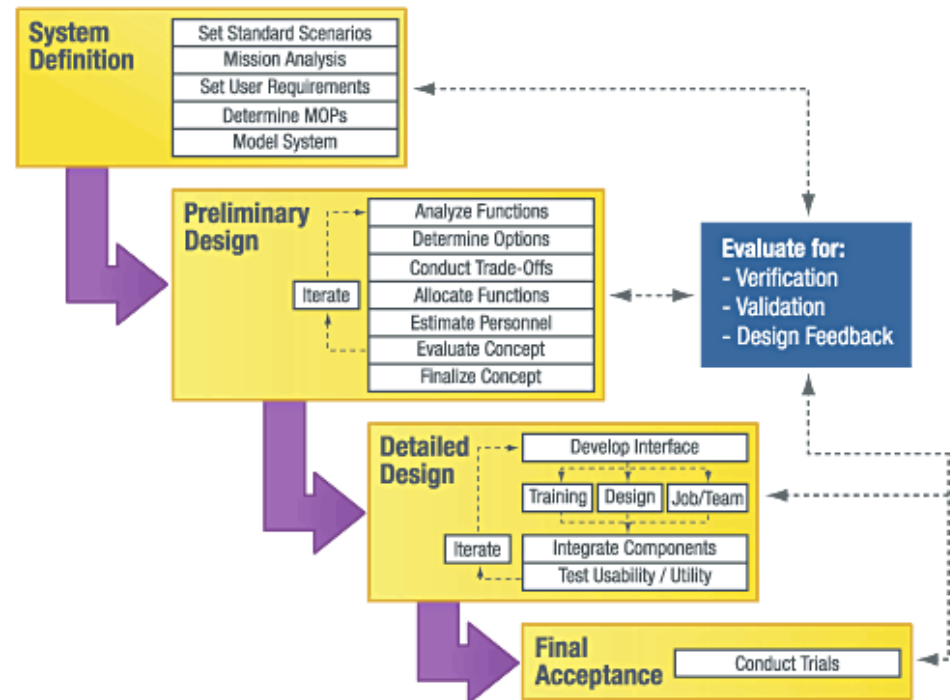 System
Definition
Set Standard Scenarios
Mission Analysis
Set User Requirements
Determine MOPs
Model System
Preliminary
Design
Iterate
Analyze Functions
Determine Options
Conduct Trade-Offs
Allocate Functions
Estimate Personnel
Evaluate Concept
Finalize Concept
Evaluate for:
- Verification
- Validation
- Design Feedback
Detailed
Design
Iterate
Develop Interface
Training
Design
Job/Team
Integrate Components
Test Usability / Utility
Final
Acceptance
Conduct Trials